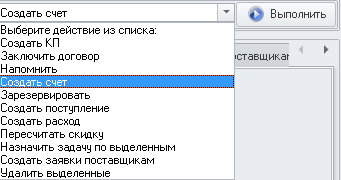 Создать счет
Выполнить
Выберите действие из списка:
Создать КП
Заключить договор
Напомнить
Создать счет
Зарезервировать
Создать поступление
Создать расход
Пересчитать скидку
Назначить задачу по выделенным
Создать заявки поставщикам
Удалить выделенные